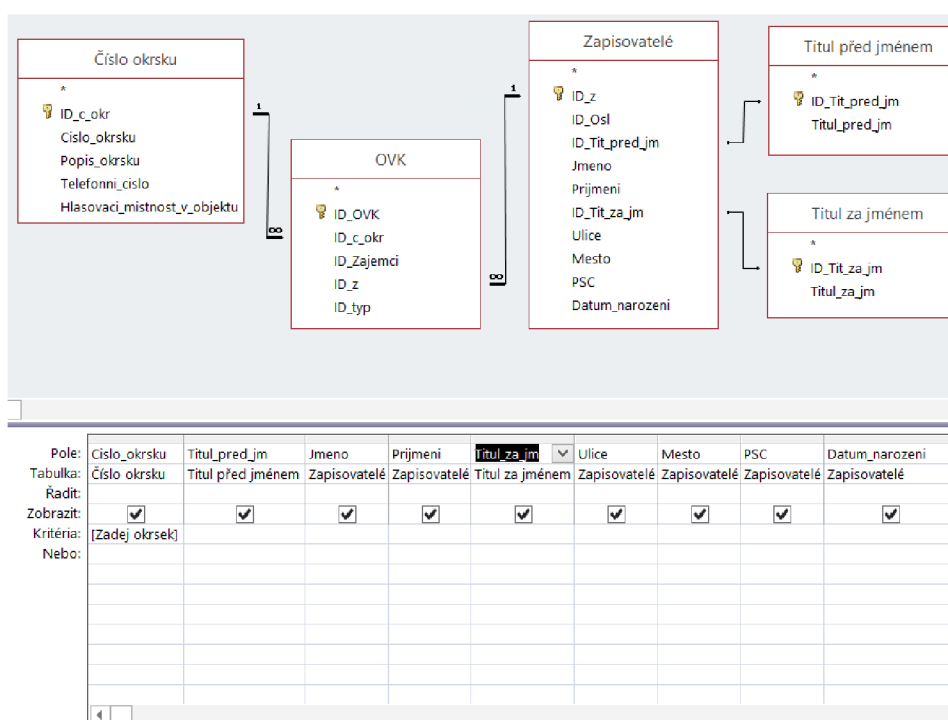 Číslo okrsku
*
ID_c_okr
Cislo_okrsku
Popis_okrsku
Telefonni_cislo
Hlasovaci_mistnost_v_objektu
1
∞
OVK
*
ID_OVK
ID_c_okr
ID_Zajemci
ID_z
ID_typ
1
∞
Zapisovatelé
*
ID_z
ID_Osl
ID_Tit_pred_jm
Jmeno
Prijmeni
ID_Tit_za_jm
Ulice
Mesto
PSC
Datum_narozeni
Titul před jménem
*
ID_Tit_pred_jm
Titul_pred_jm
Titul za jménem
*
ID_Tit_za_jm
Titul_za_jm
Pole: Cislo_okrsku Titul_pred_jm Jmeno Prijmeni Titul_za_jm Ulice Mesto PSC Datum_narozeni
Tabulka: Číslo okrsku Titul před jménem Zapisovatelé Zapisovatelé Titul za jménem Zapisovatelé Zapisovatelé Zapisovatelé Zapisovatelé
Řadit:
Zobrazit:
Kritéria: [Zadej okrsek]
Nebo: